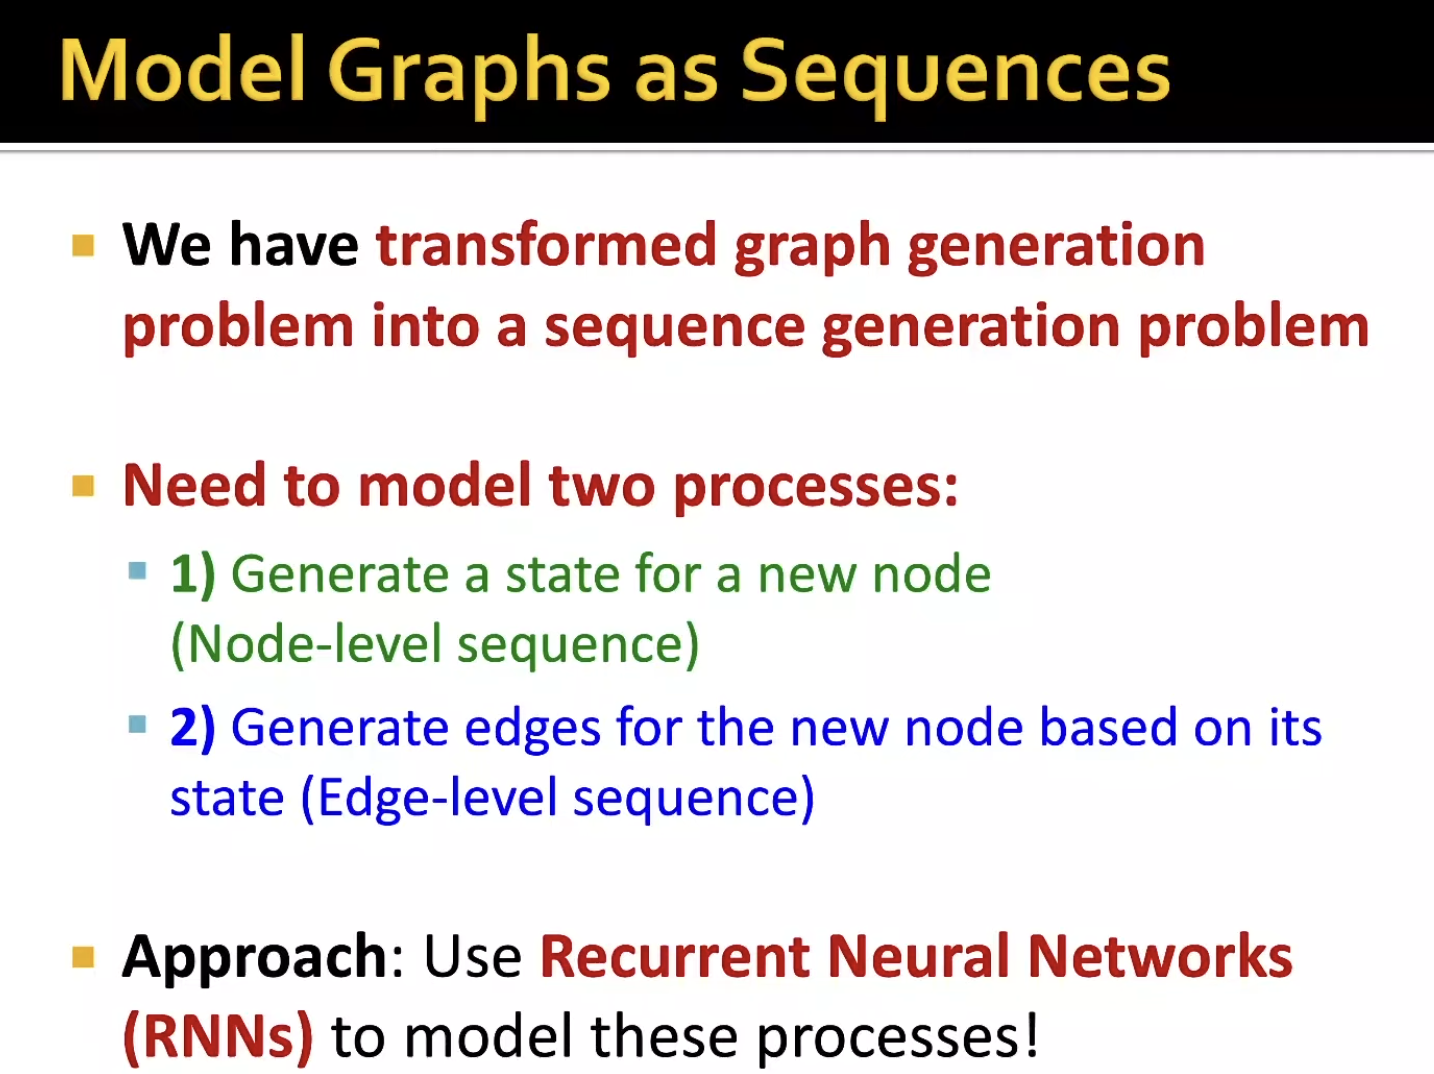 Model Graphs as Sequences
We have transformed graph generation
problem into a sequence generation problem
Need to model two processes:
1) Generate a state for a new node
(Node-level sequence)
2) Generate edges for the new node based on its
state (Edge-level sequence)
Approach: Use Recurrent Neural Networks
(RNNs) to model these processes!